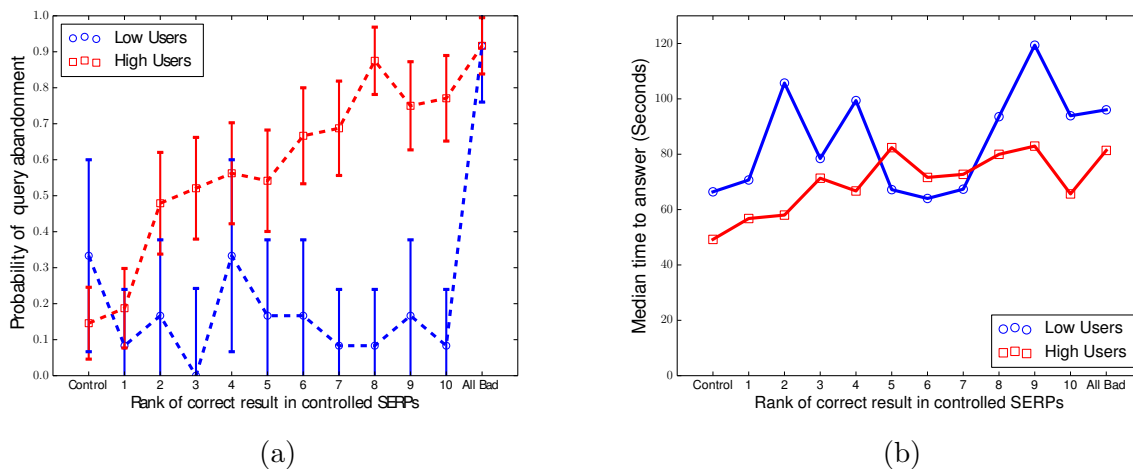 1.0
0.9
0.8
0.7
0.6
0.5
0.4
0.3
0.2
0.1
0.0
Probability of query abandonment
Low Users
High Users
Control 1 2 3 4 5 6 7 8 9 10 All Bad
Rank of correct result in controlled SERPs
(a)
120
100
80
60
40
20
0
Median time to answer (Seconds)
Low Users
High Users
Control 1 2 3 4 5 6 7 8 9 10 All Bad
Rank of correct result in controlled SERPs
(b)